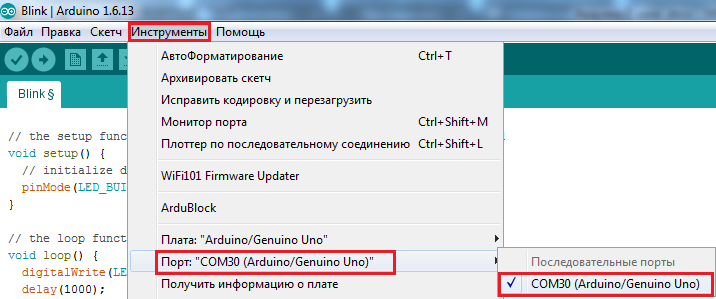 Blink | Arduino 1.6.13
Файл Правка Скетч Инструменты Помощь
АвтоФорматирование Ctrl+T
Архивировать скетч
Исправить кодировку и перезагрузить
Монитор порта Ctrl+Shift+M
Плоттер по последовательному соединению Ctrl+Shift+L
WiFi101 Firmware Updater
ArduBlock
Плата: "Arduino/Genuino Uno"
Порт: "COM30 (Arduino/Genuino Uno)"
Получить информацию о плате
Последовательные порты
COM30 (Arduino/Genuino Uno)
Blink §
// the setup func
void setup() {
// initialize d
pinMode(LED_BUI
}
// the loop funct
void loop() {
digitalWrite(LE
delay(1000);